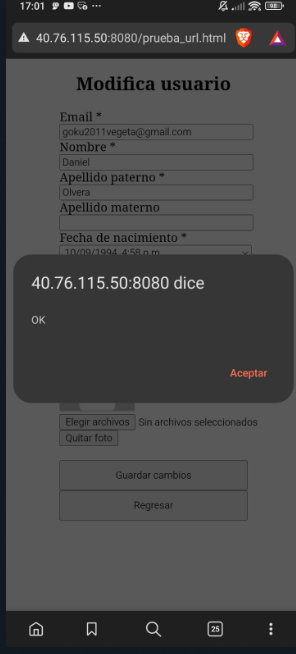 17:01
98
40.76.115.50:8080/prueba_url.html
Modifica usuario
Email *
goku2011vegeta@gmail.com
Nombre *
Daniel
Apellido paterno *
Olvera
Apellido materno
Fecha de nacimiento *
10/09/1994, 4:58 p.m.
40.76.115.50:8080 dice
OK
Aceptar
Elegir archivos Sin archivos seleccionados
Quitar foto
Guardar cambios
Regresar
25